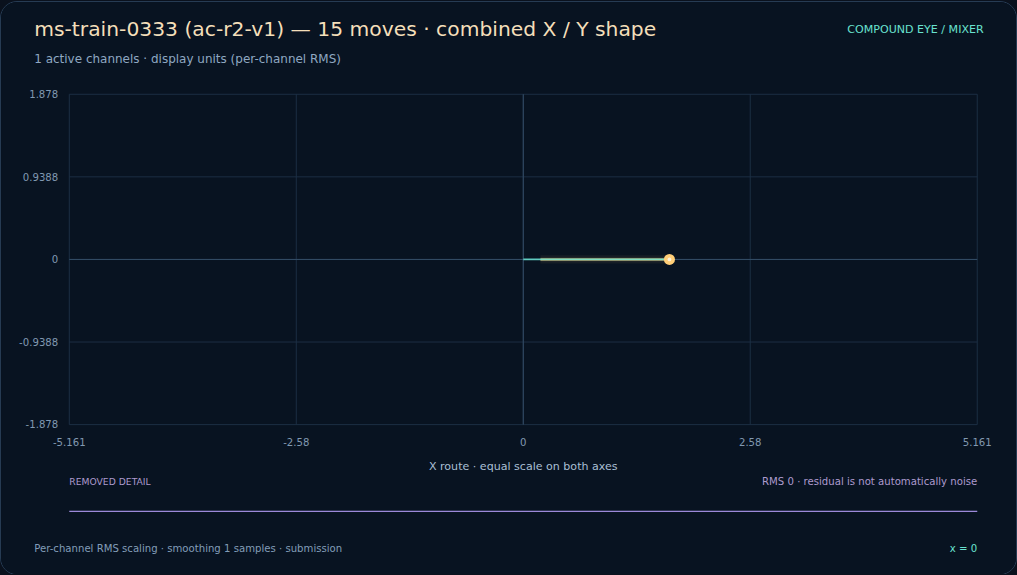 ms-train-0333 (ac-r2-v1) — 15 moves · combined X / Y shape
COMPOUND EYE / MIXER
1 active channels · display units (per-channel RMS)
1.878
0.9388
0
-0.9388
-1.878
-5.161
-2.58
0
2.58
5.161
X route · equal scale on both axes
REMOVED DETAIL
RMS 0 · residual is not automatically noise
Per-channel RMS scaling · smoothing 1 samples · submission
x = 0